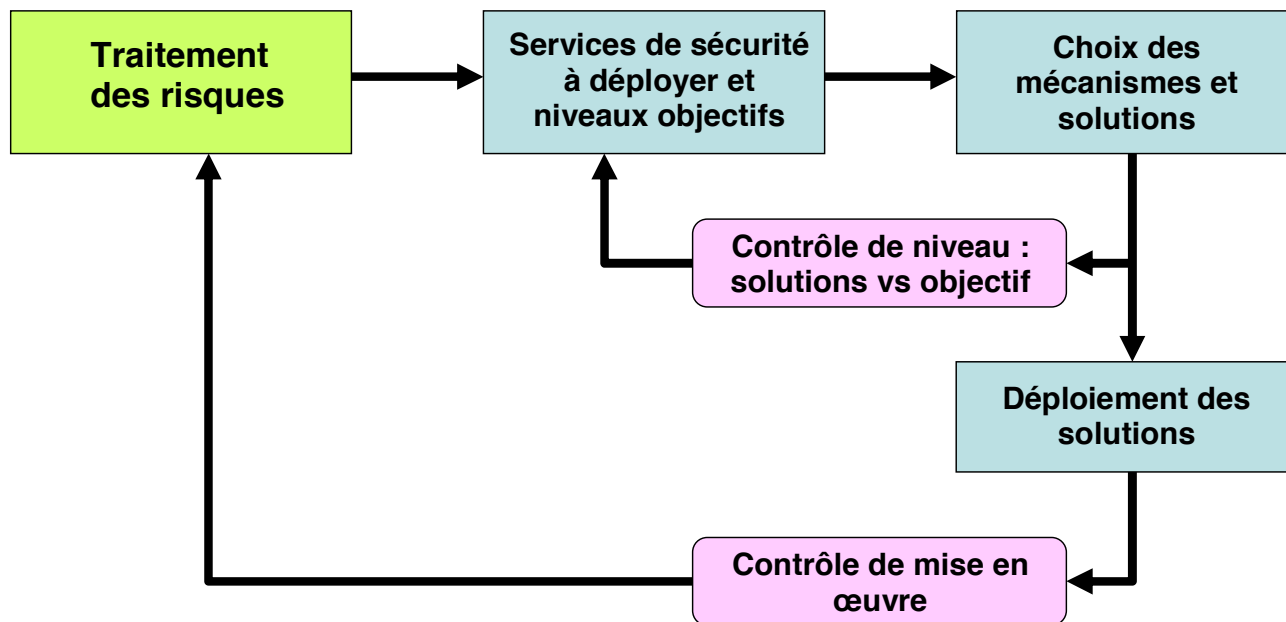 Traitement
des risques
Services de sécurité
à déployer et
niveaux objectifs
Choix des
mécanismes et
solutions
Contrôle de niveau :
solutions vs objectif
Déploiement des
solutions
Contrôle de mise en
œuvre